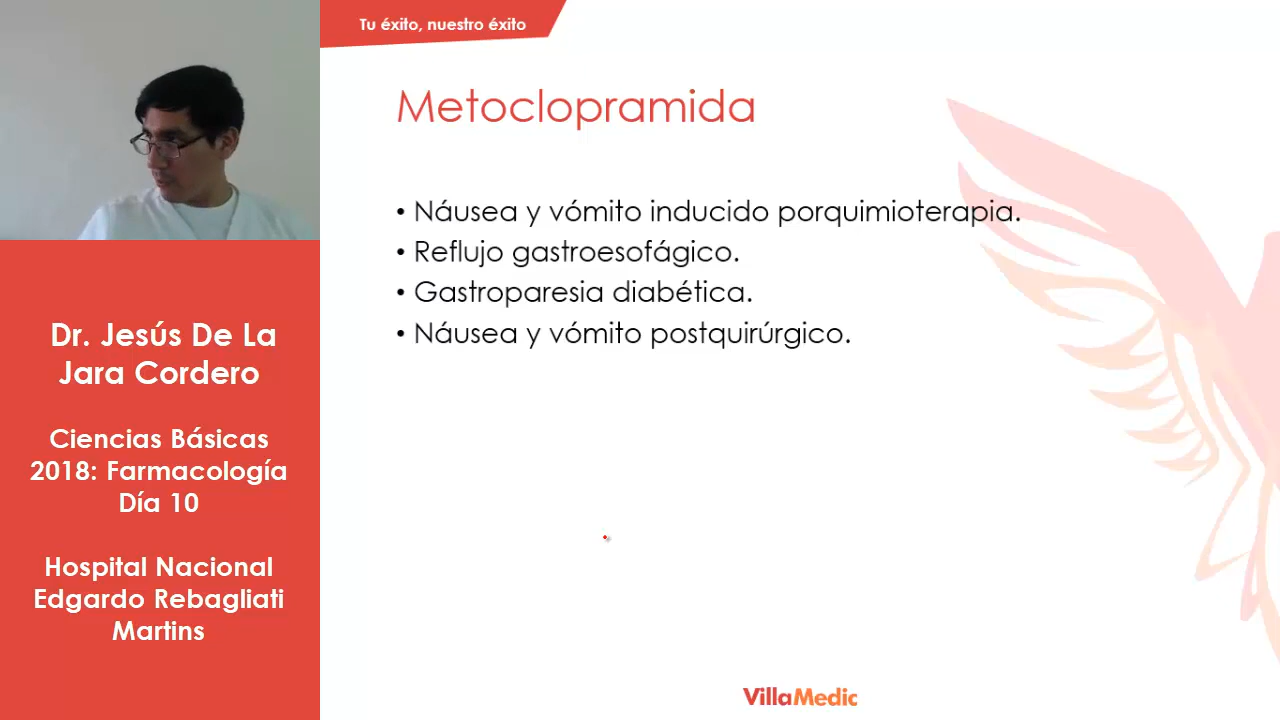 Tu éxito, nuestro éxito
Metoclopramida
• Náusea y vómito inducido porquimioterapia.
• Reflujo gastroesofágico.
• Gastroparesia diabética.
• Náusea y vómito postquirúrgico.
Dr. Jesús De La
Jara Cordero
Ciencias Básicas
2018: Farmacología
Día 10
Hospital Nacional
Edgardo Rebagliati
Martins
VillaMedic